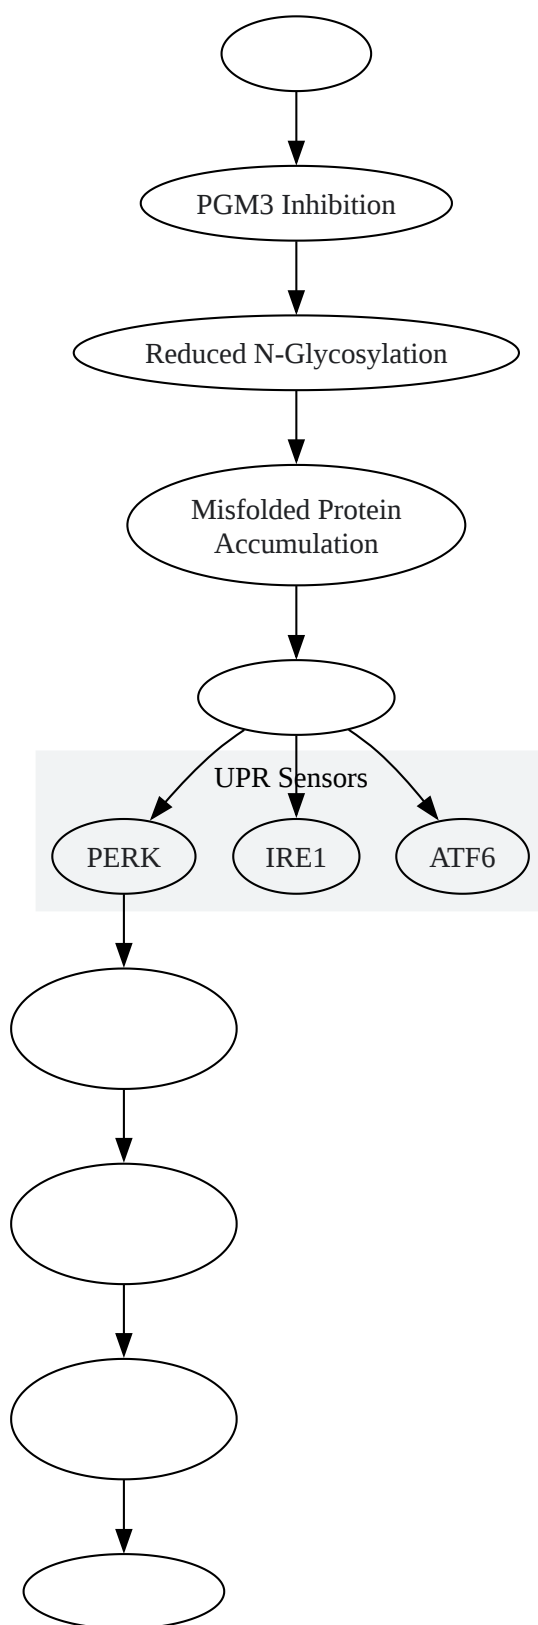 PGM3 Inhibition
Reduced N-Glycosylation
Misfolded Protein
Accumulation
UPR Sensors
PERK
IRE1
ATF6